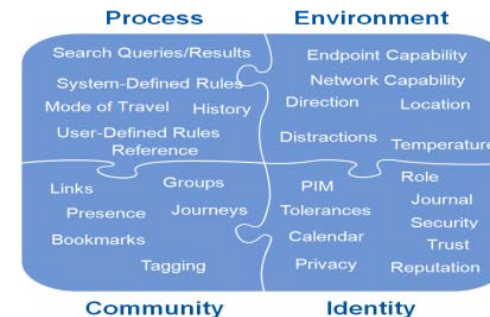 Process
Environment
Search Queries/Results
System-Defined Rules
Mode of Travel
History
User-Defined Rules
Reference
Endpoint Capability
Network Capability
Direction
Location
Distractions
Temperature
Links
Groups
Presence
Journeys
Bookmarks
Tagging
PIM
Role
Tolerances
Journal
Calendar
Security
Trust
Privacy
Reputation
Community
Identity